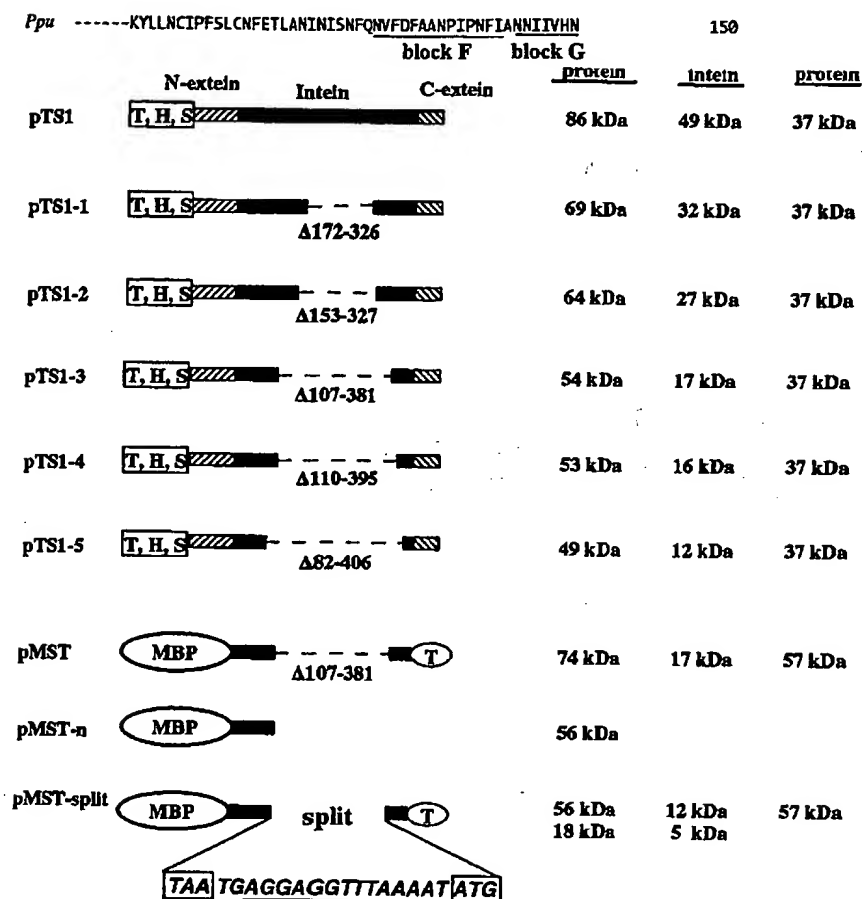 Ppu ------KYLLNCIPFSLCNFETLANINISNFQNVFDFAANPIPNFIANNIIVHN 150
block F block G
protein intein protein
N-extein Intein C-extein
pTS1 T, H, S 86 kDa 49 kDa 37 kDa
pTS1-1 T, H, S 69 kDa 32 kDa 37 kDa
Δ172-326
pTS1-2 T, H, S 64 kDa 27 kDa 37 kDa
Δ153-327
pTS1-3 T, H, S 54 kDa 17 kDa 37 kDa
Δ107-381
pTS1-4 T, H, S 53 kDa 16 kDa 37 kDa
Δ110-395
pTS1-5 T, H, S 49 kDa 12 kDa 37 kDa
Δ82-406
pMST MBP T 74 kDa 17 kDa 57 kDa
Δ107-381
pMST-n MBP 56 kDa
pMST-split MBP split T 56 kDa 12 kDa 57 kDa
18 kDa 5 kDa
TAA TGAGGAGGTTTAAAAT ATG